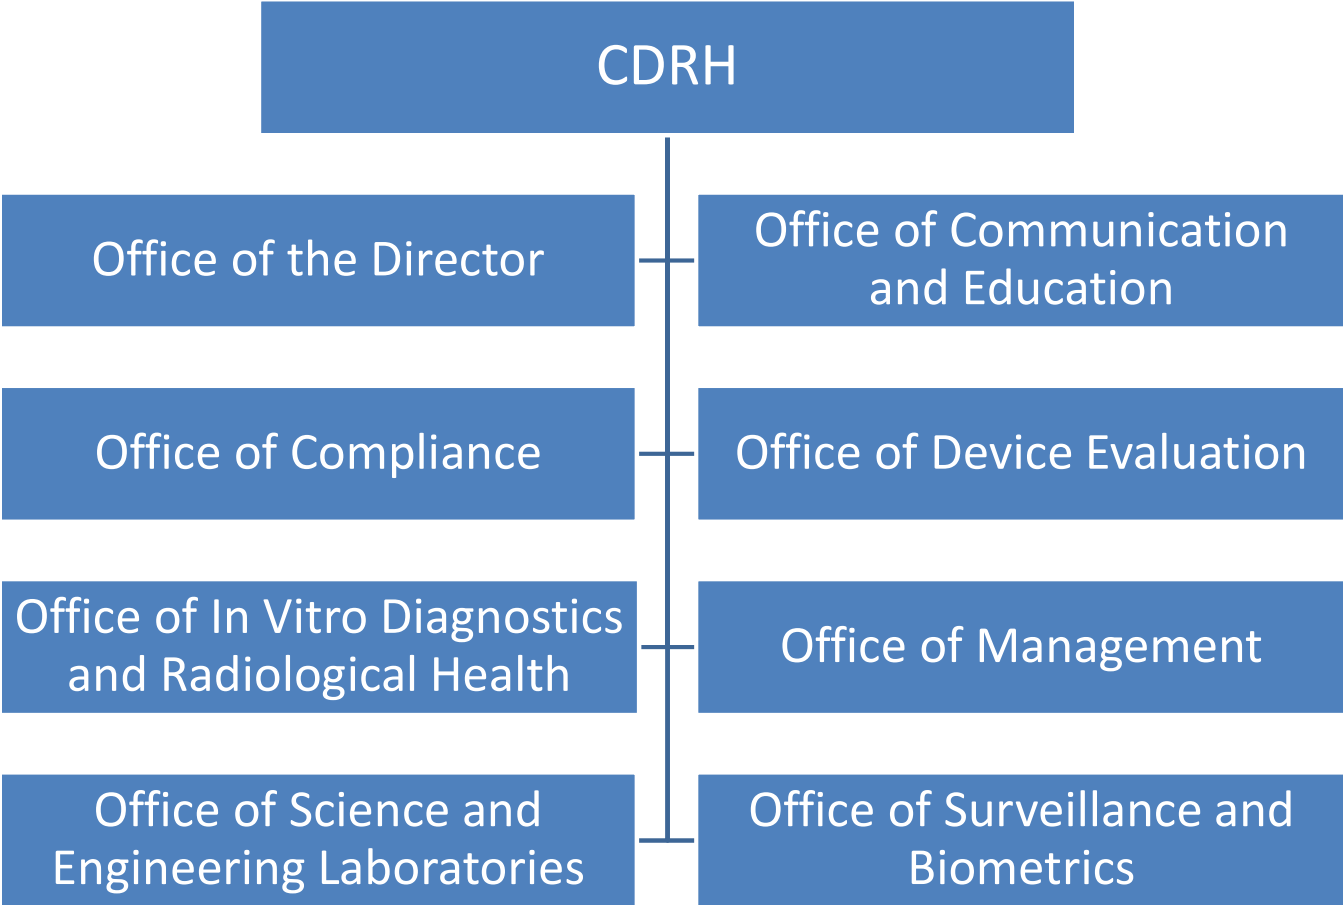 CDRH
Office of the Director
Office of Communication
and Education
Office of Compliance
Office of Device Evaluation
Office of In Vitro Diagnostics
and Radiological Health
Office of Management
Office of Science and
Engineering Laboratories
Office of Surveillance and
Biometrics